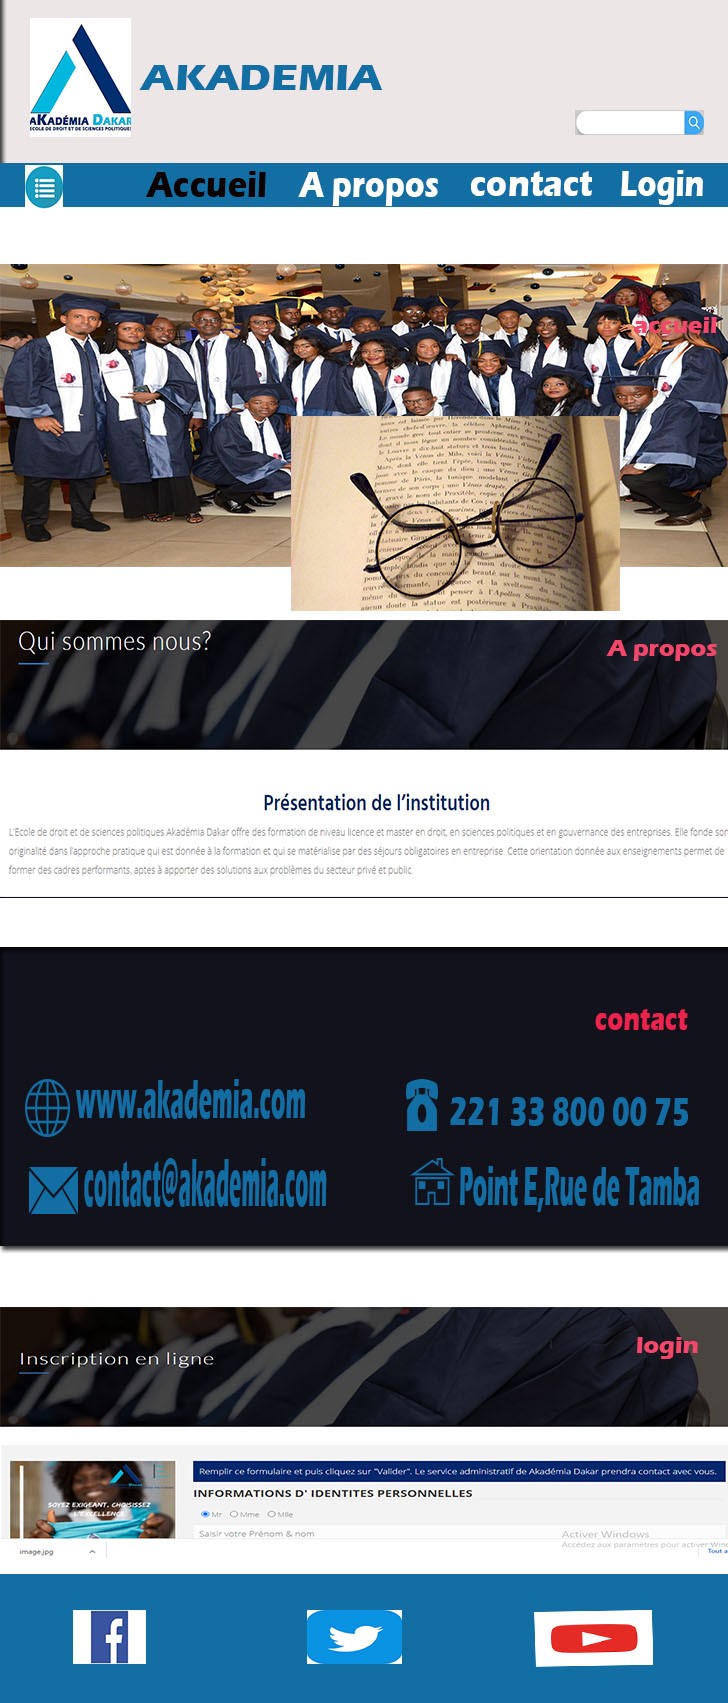 AKADÉMIA DAKAR
ECOLE DE DROIT ET DE SCIENCES POLITIQUES
AKADEMIA
Accueil
A propos
contact
Login
accueil
Qui sommes nous?
A propos
Présentation de l'institution
L'Ecole de droit et de sciences politiques Akadémia Dakar offre des formation de niveau licence et master en droit, en sciences politiques et en gouvernance des entreprises. Elle fonde son
originalité dans l'approche pratique qui est donnée à la formation et qui se matérialise par des séjours obligatoires en entreprise. Cette orientation donnée aux enseignements permet de
former des cadres performants, aptes à apporter des solutions aux problèmes du secteur privé et public.
contact
www.akademia.com
221 33 800 00 75
contact@akademia.com
Point E,Rue de Tamba
login
Inscription en ligne
SOYEZ EXIGEANT, CHOISISSEZ
L'EXCELLENCE
Remplir ce formulaire et puis cliquez sur "Valider". Le service administratif de Akadémia Dakar prendra contact avec vous.
INFORMATIONS D' IDENTITES PERSONNELLES
Mr Mme Mlle
Saisir votre Prénom & nom
Activer Windows
Accédez aux paramètres pour activer
image.jpg
Tout a